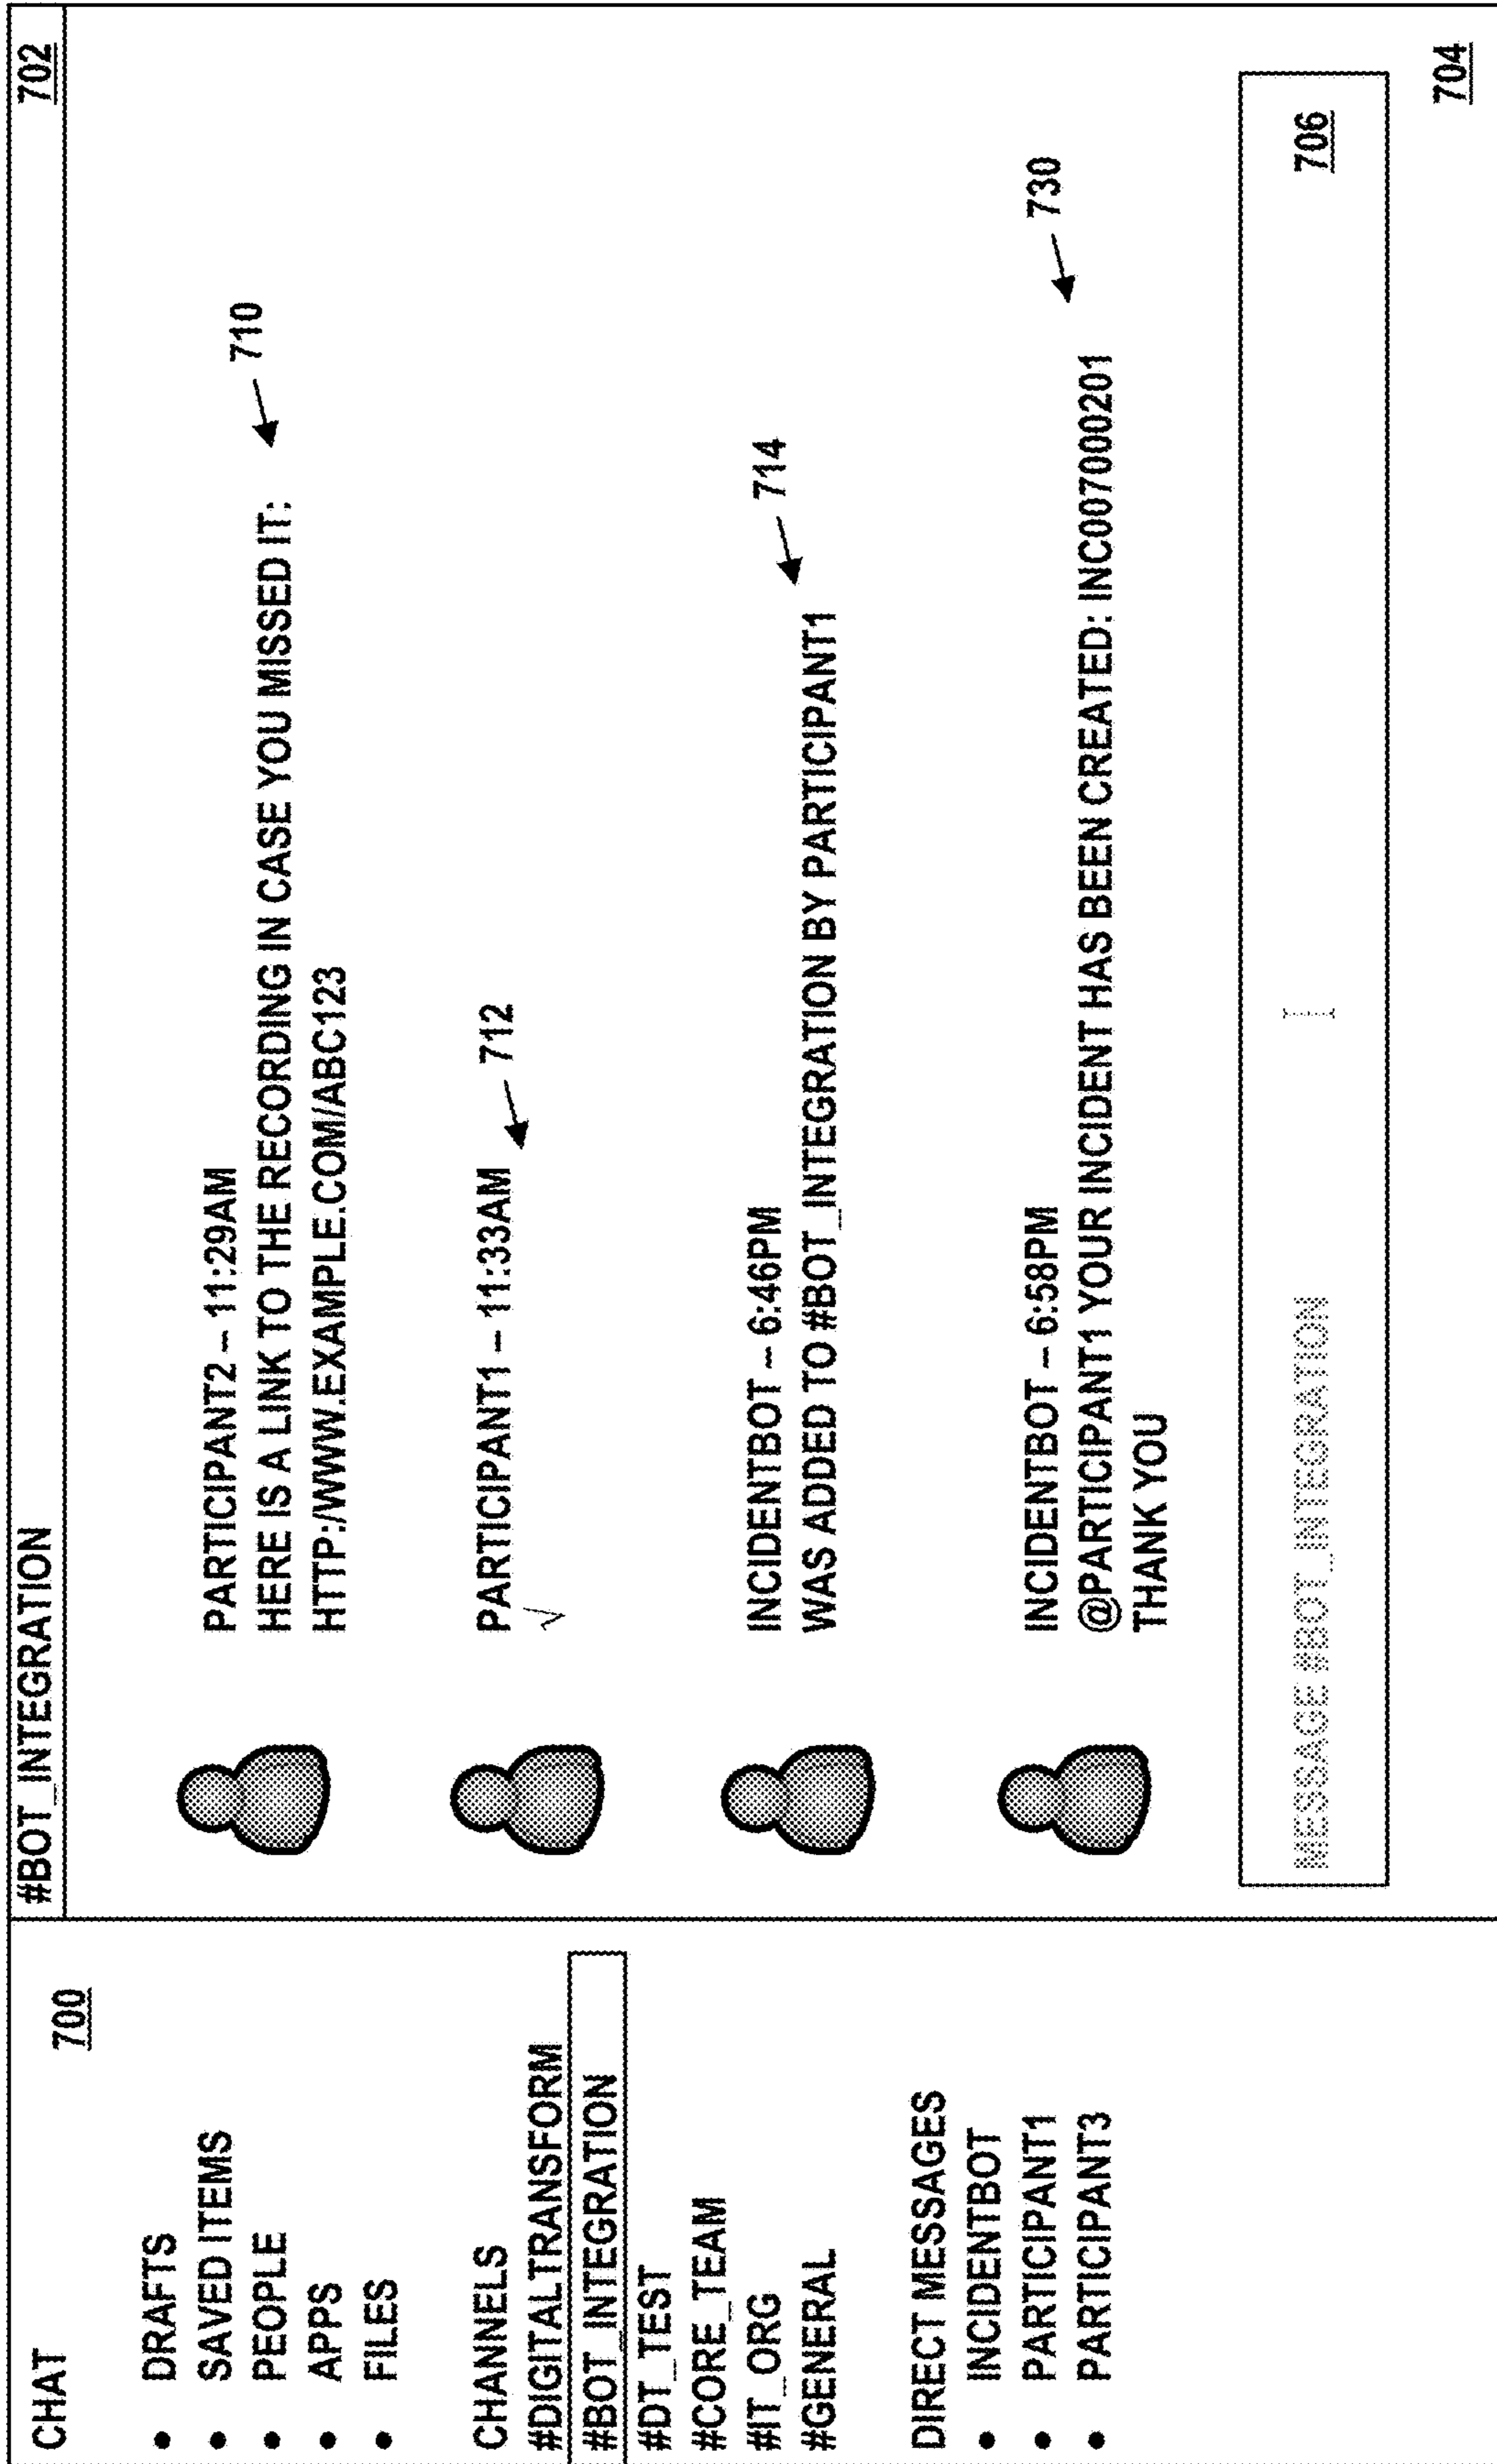 CHAT
700
• DRAFTS
• SAVED ITEMS
• PEOPLE
• APPS
• FILES
CHANNELS
#DIGITALTRANSFORM
#BOT_INTEGRATION
#DT_TEST
#CORE_TEAM
#IT_ORG
#GENERAL
DIRECT MESSAGES
• INCIDENTBOT
• PARTICIPANT1
• PARTICIPANT3
#BOT_INTEGRATION
702
PARTICIPANT2 – 11:29AM
HERE IS A LINK TO THE RECORDING IN CASE YOU MISSED IT:
710
HTTP:/WWW.EXAMPLE.COM/ABC123
PARTICIPANT1 – 11:33AM
712
INCIDENTBOT – 6:46PM
WAS ADDED TO #BOT_INTEGRATION BY PARTICIPANT1
714
INCIDENTBOT – 6:58PM
@PARTICIPANT1 YOUR INCIDENT HAS BEEN CREATED: INC007000201
730
THANK YOU
MESSAGE #BOT_INTEGRATION
706
704